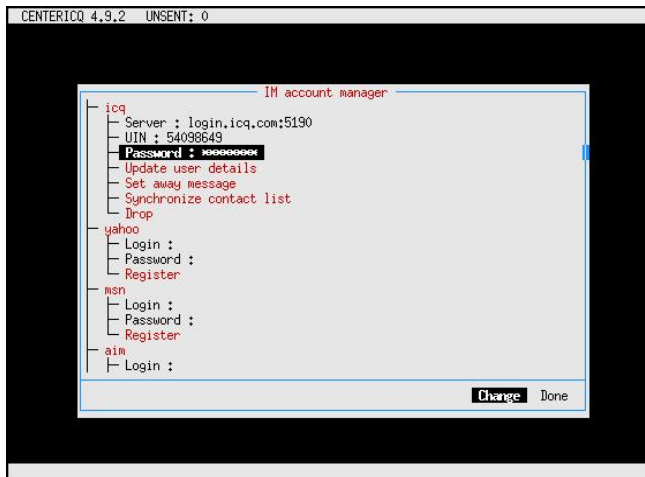 CENTERICQ 4.9.2 UNSENT: 0
IM account manager
icq
Server : login.icq.com:5190
UIN : 54098649
Password : ********
Update user details
Set away message
Synchronize contact list
Drop
yahoo
Login :
Password :
Register
msn
Login :
Password :
Register
aim
Login :
Change Done